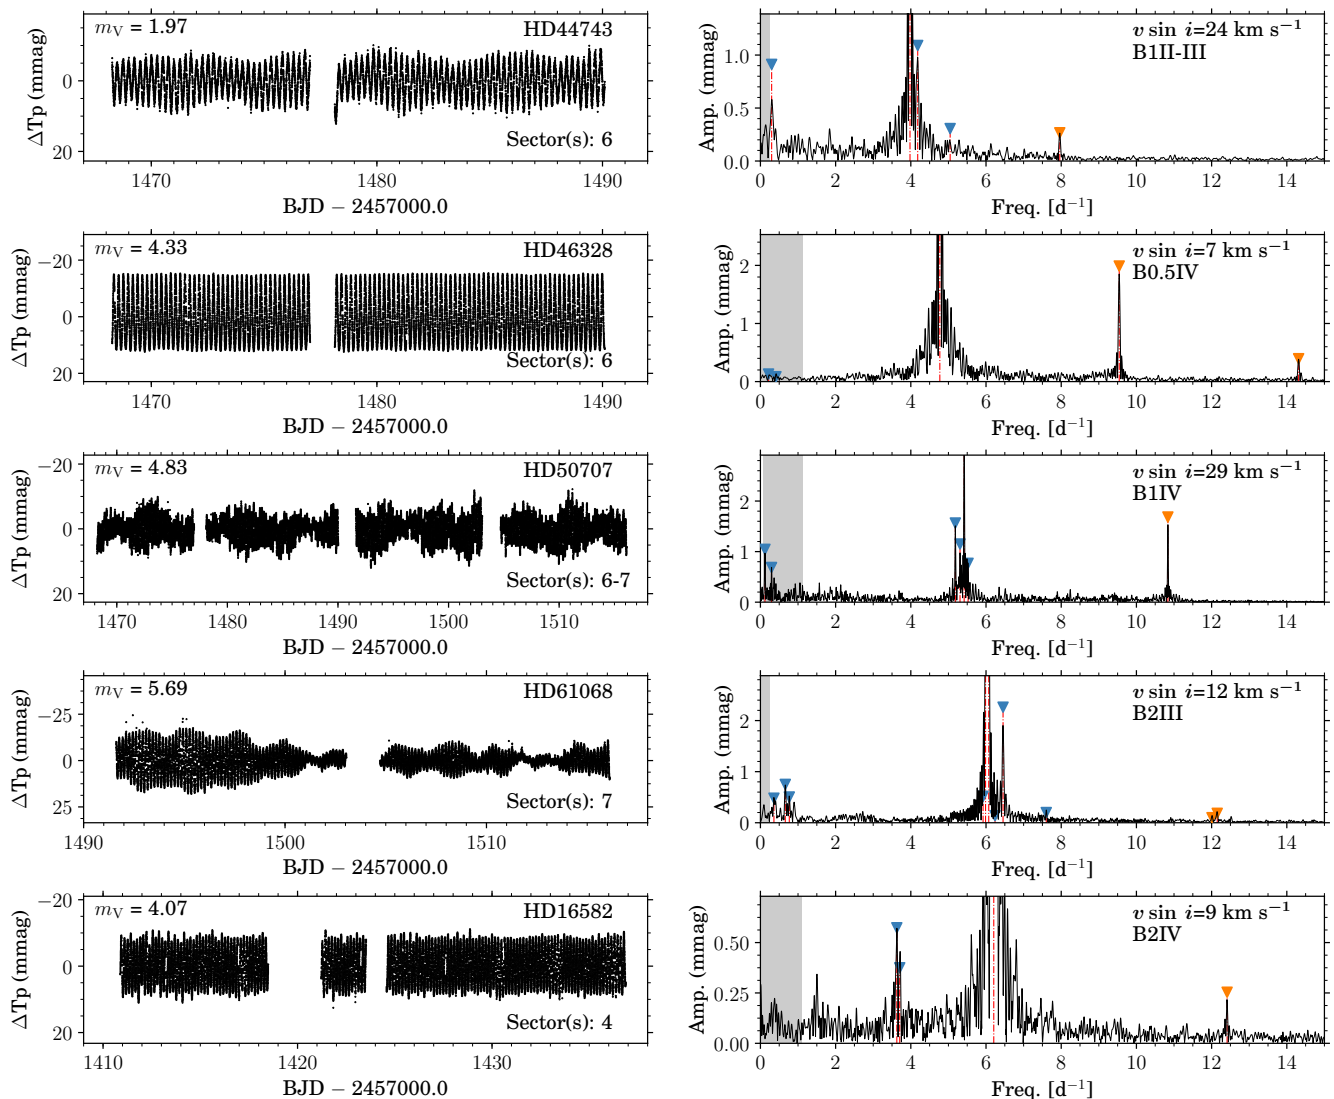 m_V = 1.97
HD44743
Sector(s): 6
0
20
ΔTp (mmag)
1470
1480
1490
BJD − 2457000.0
v sin i=24 km s⁻¹
B1II-III
1.0
0.5
0.0
Amp. (mmag)
0 2 4 6 8 10 12 14
Freq. [d⁻¹]
m_V = 4.33
HD46328
Sector(s): 6
−20
0
20
ΔTp (mmag)
1470
1480
1490
BJD − 2457000.0
v sin i=7 km s⁻¹
B0.5IV
2
1
0
Amp. (mmag)
0 2 4 6 8 10 12 14
Freq. [d⁻¹]
m_V = 4.83
HD50707
Sector(s): 6-7
−20
0
20
ΔTp (mmag)
1470 1480 1490 1500 1510
BJD − 2457000.0
v sin i=29 km s⁻¹
B1IV
2
1
0
Amp. (mmag)
0 2 4 6 8 10 12 14
Freq. [d⁻¹]
m_V = 5.69
HD61068
Sector(s): 7
−25
0
25
ΔTp (mmag)
1490 1500 1510
BJD − 2457000.0
v sin i=12 km s⁻¹
B2III
2
1
0
Amp. (mmag)
0 2 4 6 8 10 12 14
Freq. [d⁻¹]
m_V = 4.07
HD16582
Sector(s): 4
−20
0
20
ΔTp (mmag)
1410 1420 1430
BJD − 2457000.0
v sin i=9 km s⁻¹
B2IV
0.50
0.25
0.00
Amp. (mmag)
0 2 4 6 8 10 12 14
Freq. [d⁻¹]